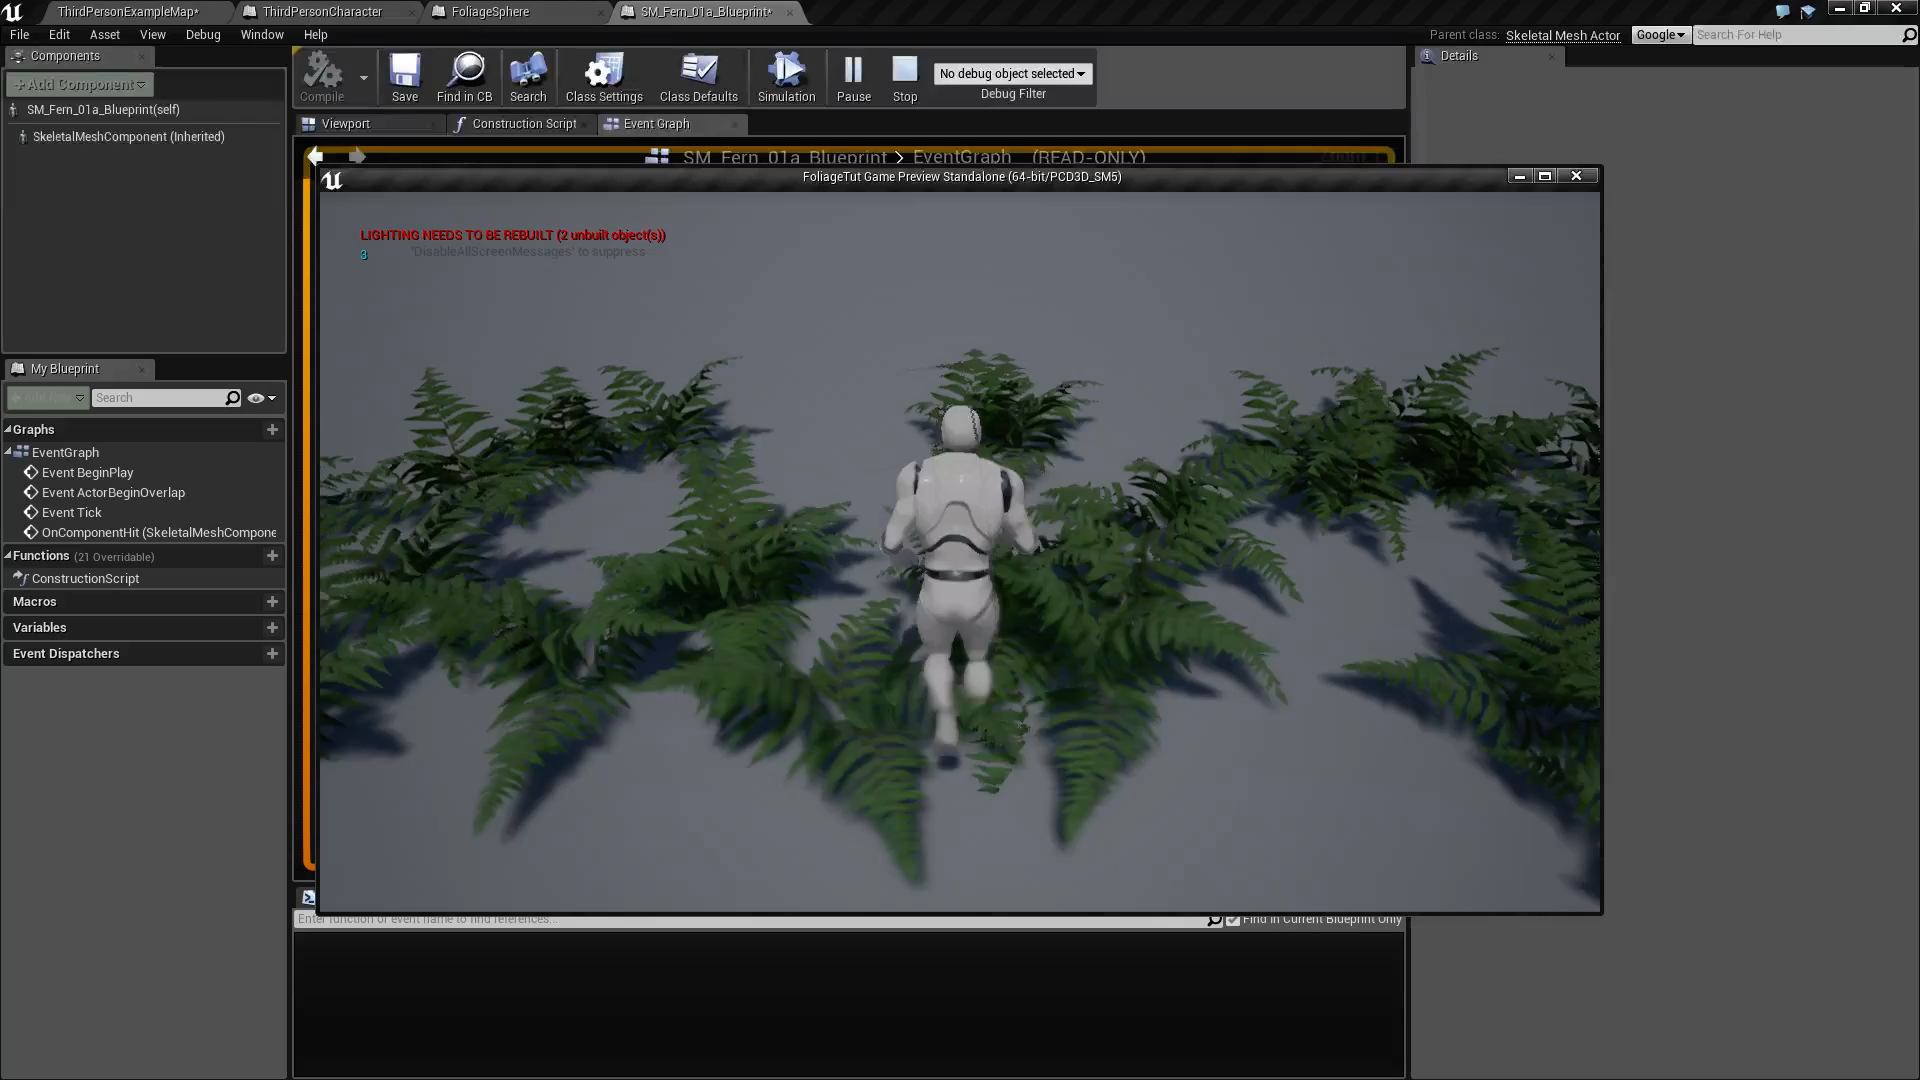 ThirdPersonExampleMap*
ThirdPersonCharacter
FoliageSphere
SM_Fern_01a_Blueprint*
File Edit Asset View Debug Window Help
Parent class: Skeletal Mesh Actor
Google
Search For Help
Components
+Add Component
SM_Fern_01a_Blueprint(self)
SkeletalMeshComponent (Inherited)
Compile
Save
Find in CB
Search
Class Settings
Class Defaults
Simulation
Pause
Stop
No debug object selected
Debug Filter
Details
Viewport
Construction Script
Event Graph
SM_Fern_01a_Blueprint > EventGraph (READ-ONLY)
FoliageTut Game Preview Standalone (64-bit/PCD3D_SM5)
LIGHTING NEEDS TO BE REBUILT (2 unbuilt object(s))
'DisableAllScreenMessages' to suppress
3
My Blueprint
Search
Graphs
EventGraph
Event BeginPlay
Event ActorBeginOverlap
Event Tick
OnComponentHit (SkeletalMeshCompone
Functions (21 Overridable)
ConstructionScript
Macros
Variables
Event Dispatchers
Enter function or event name to find references...
Find in Current Blueprint Only